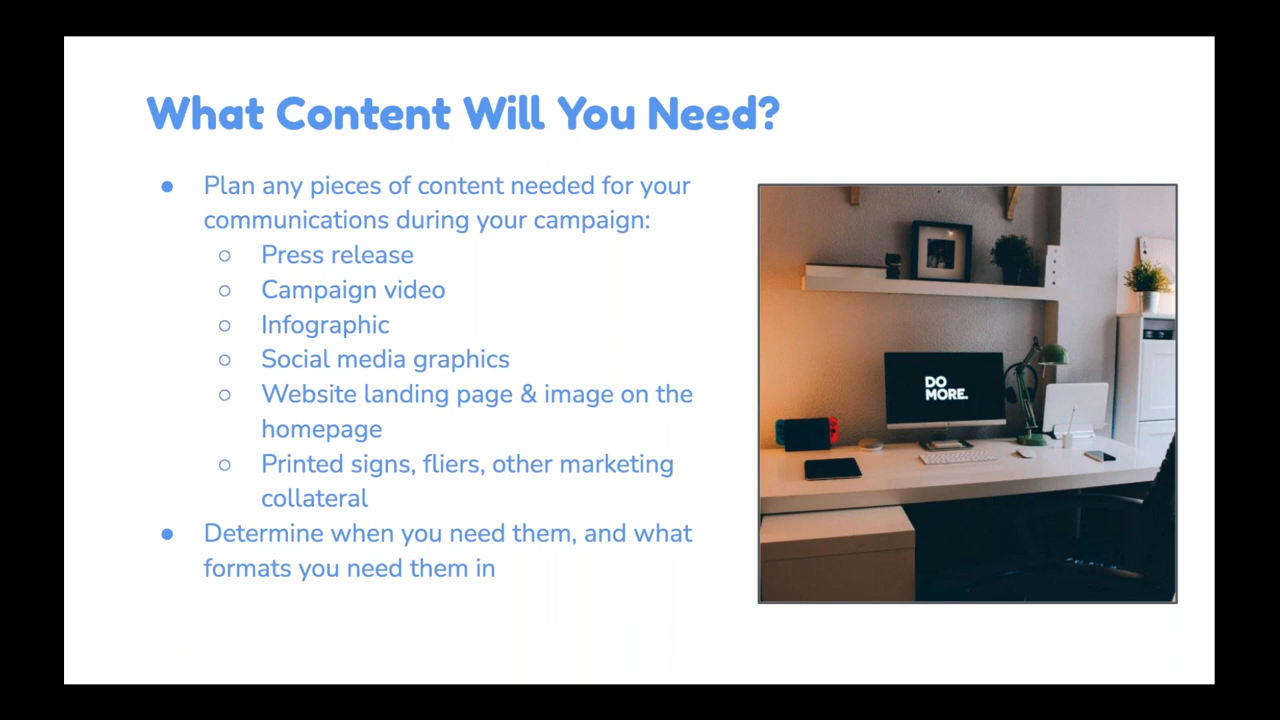 What Content Will You Need?
● Plan any pieces of content needed for your
communications during your campaign:
○ Press release
○ Campaign video
○ Infographic
○ Social media graphics
○ Website landing page & image on the
homepage
○ Printed signs, fliers, other marketing
collateral
● Determine when you need them, and what
formats you need them in
DO
MORE.